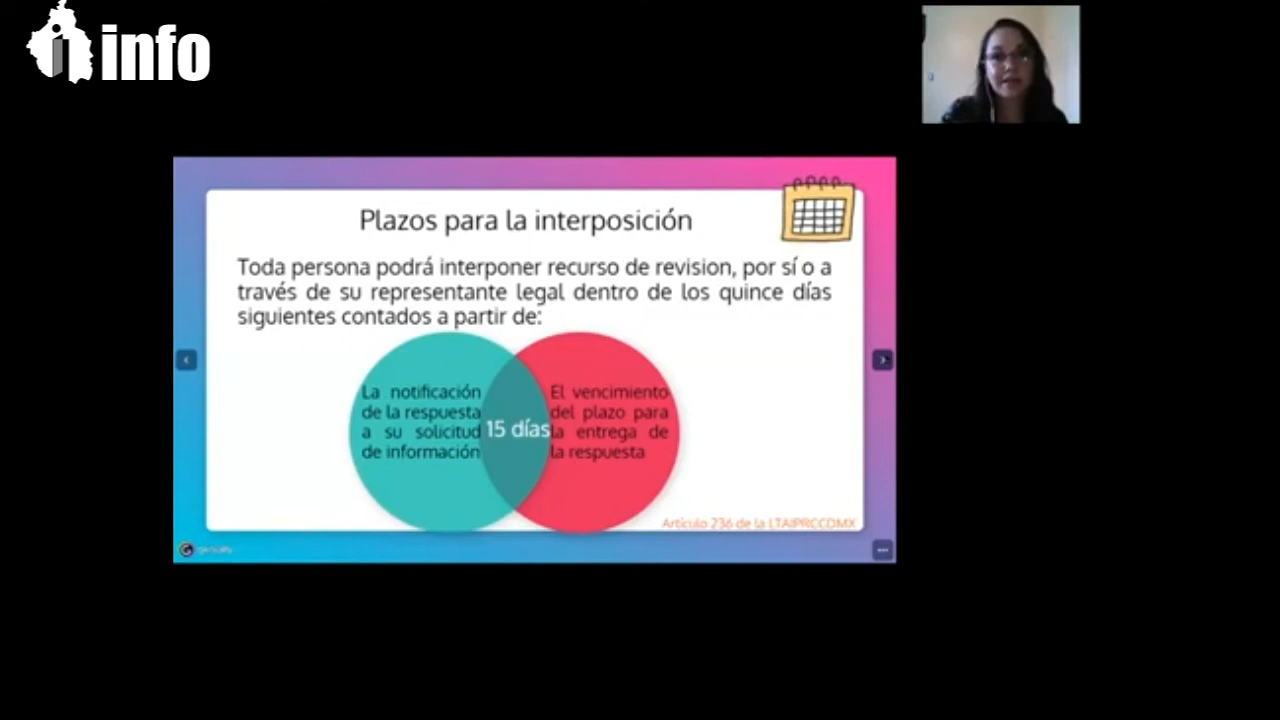 info
Plazos para la interposición
Toda persona podrá interponer recurso de revision, por sí o a
través de su representante legal dentro de los quince días
siguientes contados a partir de:
La notificación
de la respuesta
a su solicitud
de información
15 días
El vencimiento
del plazo para
la entrega de
la respuesta
Artículo 236 de la LTAIPRCCDMX